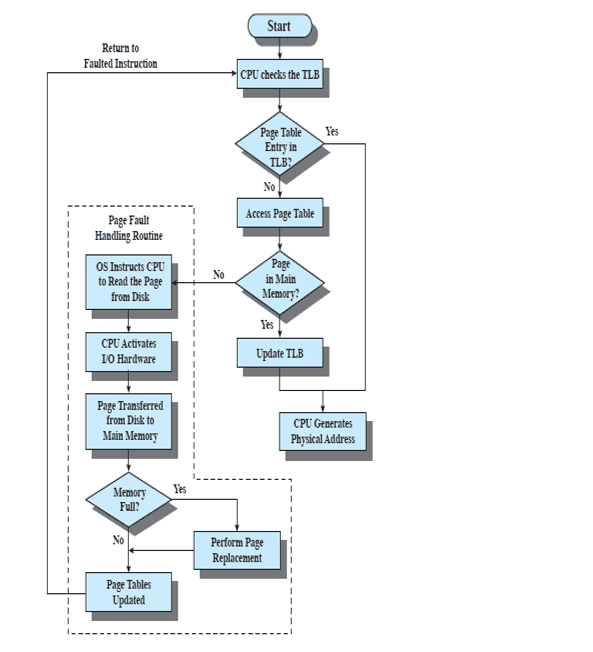 Start
Return to
Faulted Instruction
CPU checks the TLB
Page Table
Entry in
TLB?
Yes
No
Access Page Table
Page Fault
Handling Routine
Page
in Main
Memory?
No
OS Instructs CPU
to Read the Page
from Disk
Yes
CPU Activates
I/O Hardware
Update TLB
Page Transferred
from Disk to
Main Memory
CPU Generates
Physical Address
Memory
Full?
Yes
No
Perform Page
Replacement
Page Tables
Updated